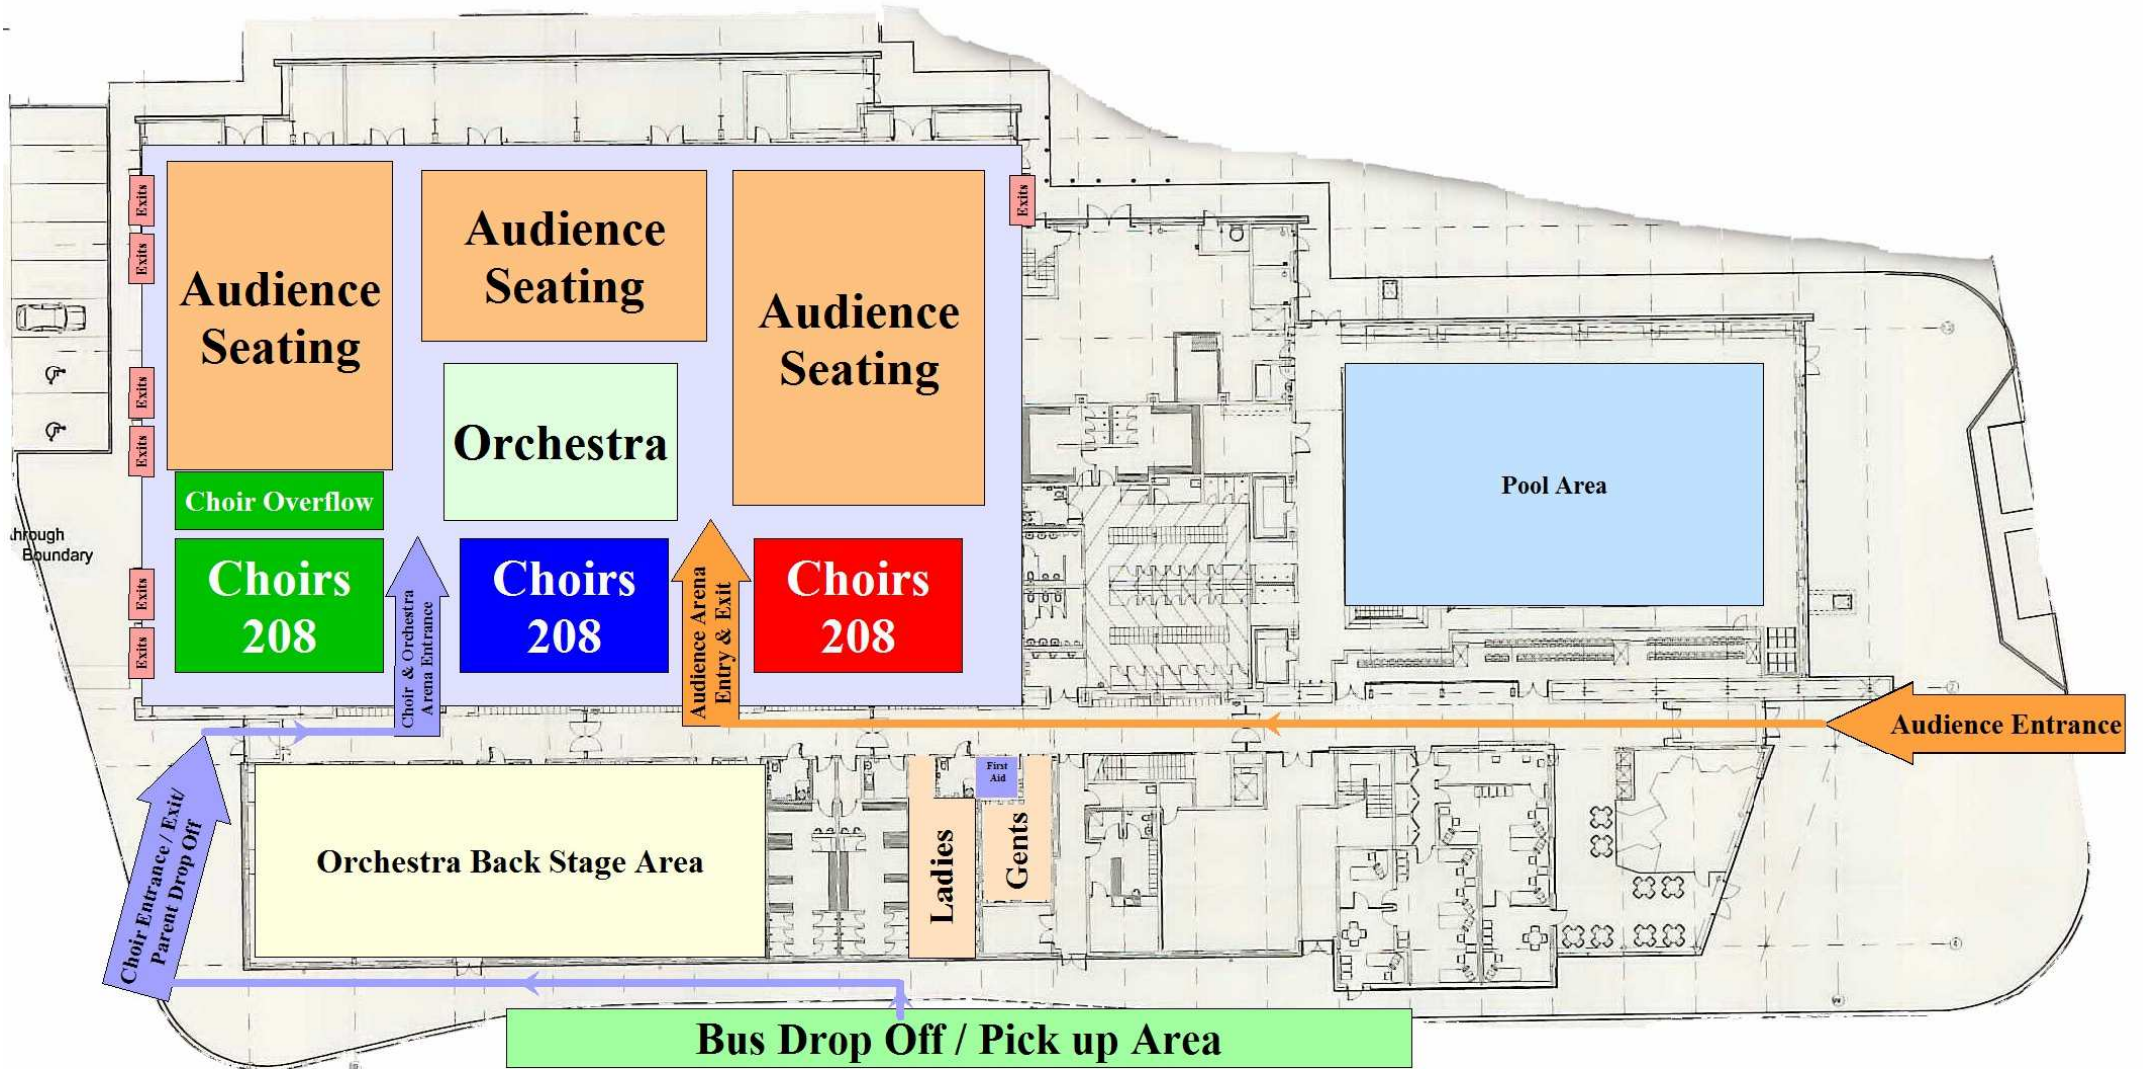 Exits
Exits
Exits
Exits
Exits
Exits
Exits
Audience
Seating
Audience
Seating
Audience
Seating
Orchestra
Choir Overflow
Choirs
208
Choirs
208
Choirs
208
Choir & Orchestra
Arena Entrance
Audience Arena
Entry & Exit
Pool Area
Boundary
Audience Entrance
Choir Entrance / Exit/
Parent Drop Off
Orchestra Back Stage Area
Ladies
First
Aid
Gents
Bus Drop Off / Pick up Area